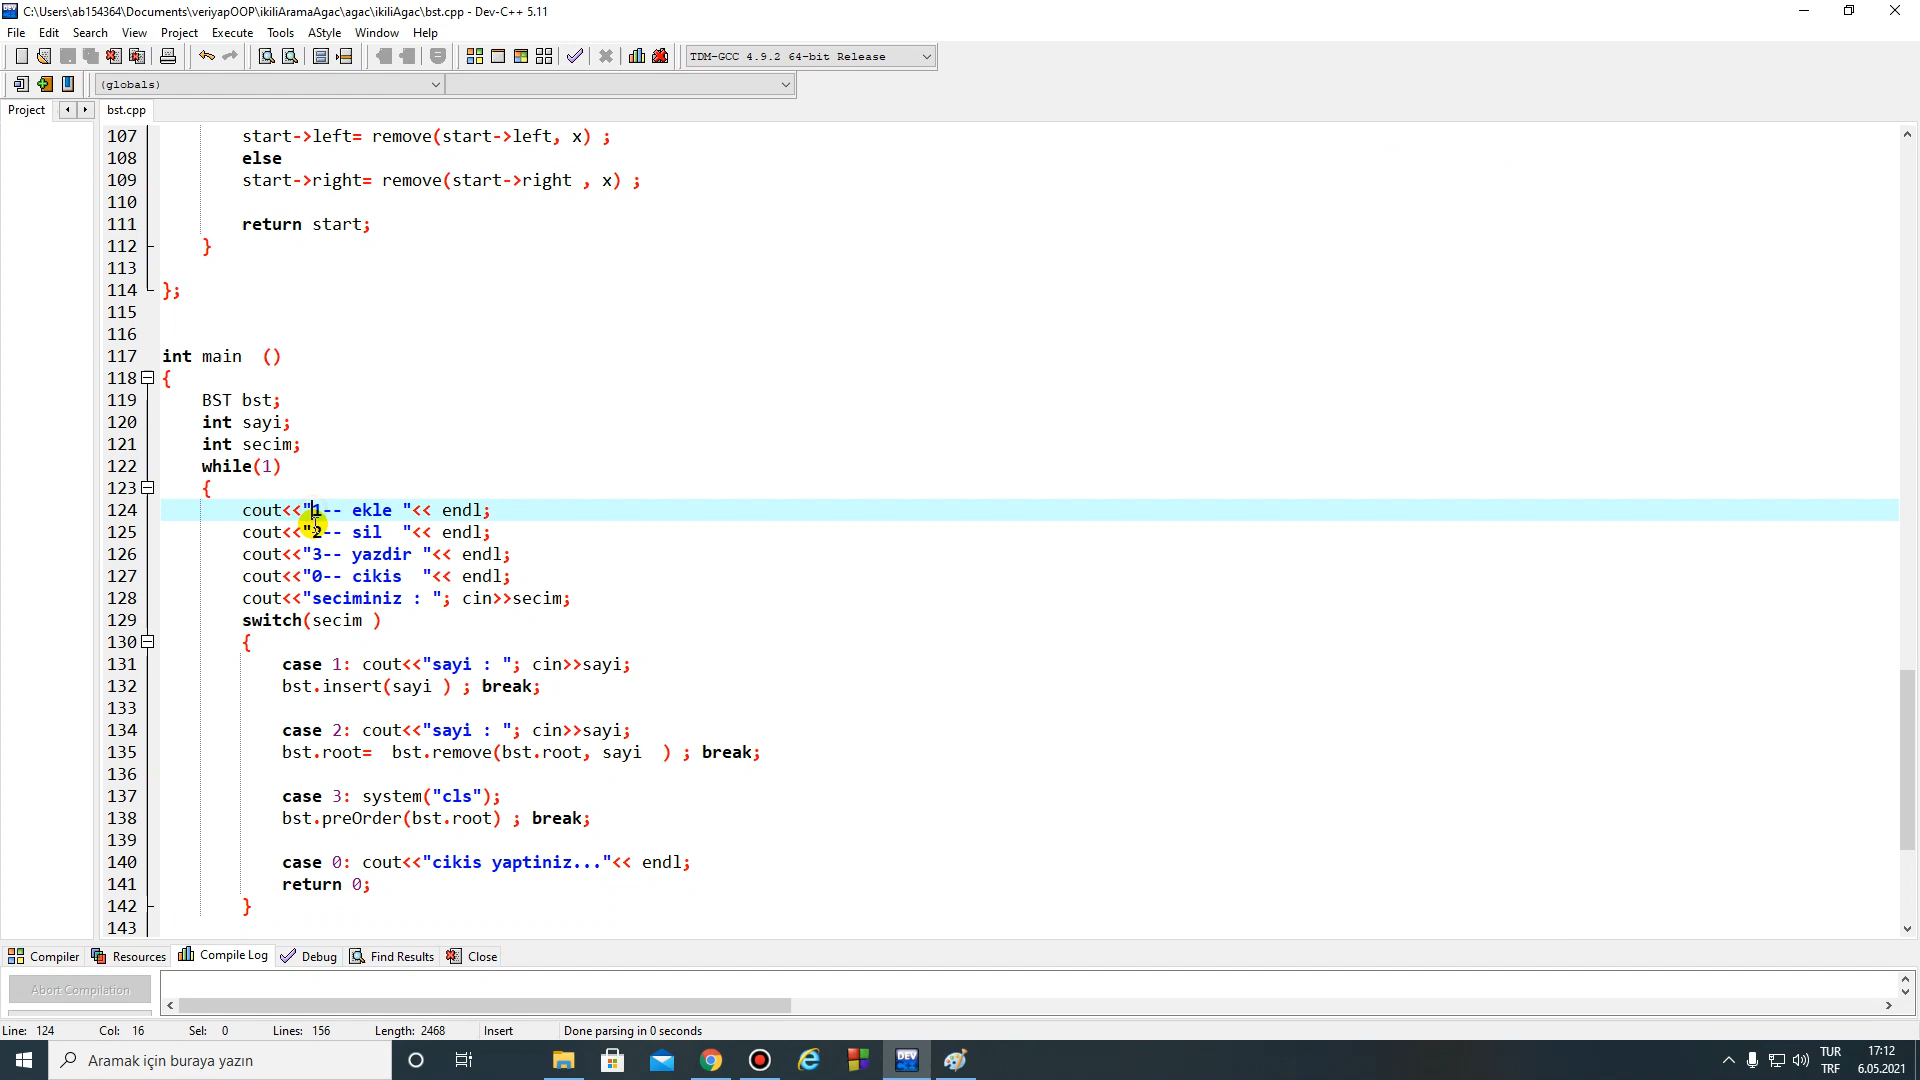 C:\Users\ab154364\Documents\veriyapOOP\ikiliAramaAgac\agac\ikiliAgac\bst.cpp - Dev-C++ 5.11
File Edit Search View Project Execute Tools AStyle Window Help
TDM-GCC 4.9.2 64-bit Release
(globals)
Project bst.cpp
107 start->left= remove(start->left, x) ;
108 else
109 start->right= remove(start->right , x) ;
110
111 return start;
112 }
113
114 };
115
116
117 int main ()
118 {
119 BST bst;
120 int sayi;
121 int secim;
122 while(1)
123 {
124 cout<<"1-- ekle "<< endl;
125 cout<<"2-- sil "<< endl;
126 cout<<"3-- yazdir "<< endl;
127 cout<<"0-- cikis "<< endl;
128 cout<<"seciminiz : "; cin>>secim;
129 switch(secim )
130 {
131 case 1: cout<<"sayi : "; cin>>sayi;
132 bst.insert(sayi ) ; break;
133
134 case 2: cout<<"sayi : "; cin>>sayi;
135 bst.root= bst.remove(bst.root, sayi ) ; break;
136
137 case 3: system("cls");
138 bst.preOrder(bst.root) ; break;
139
140 case 0: cout<<"cikis yaptiniz..."<< endl;
141 return 0;
142 }
143
Compiler Resources Compile Log Debug Find Results Close
Abort Compilation
Line: 124 Col: 16 Sel: 0 Lines: 156 Length: 2468 Insert Done parsing in 0 seconds
Aramak için buraya yazın
DEV
TUR 17:12
TRF 6.05.2021